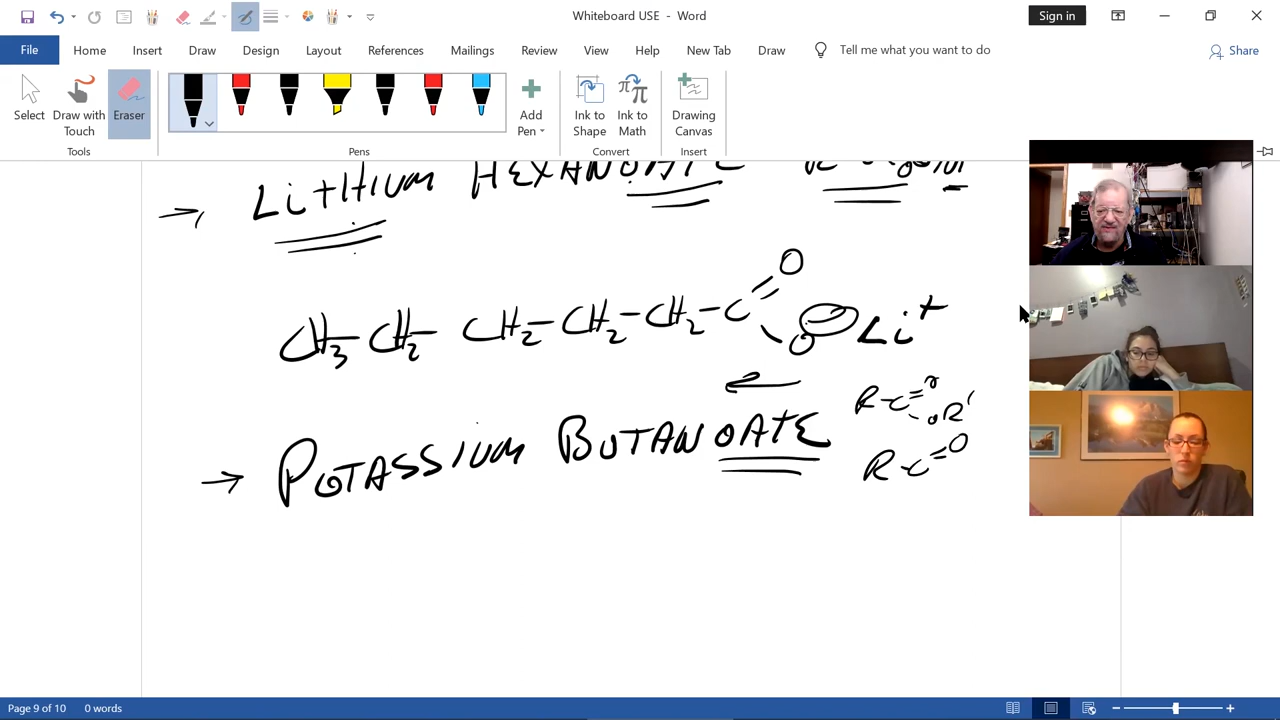 Whiteboard USE - Word
Sign in
File Home Insert Draw Design Layout References Mailings Review View Help New Tab Draw Tell me what you want to do Share
Select Draw with Touch Eraser Add Pen Ink to Shape Ink to Math Drawing Canvas
Tools Pens Convert Insert
→ LiTHIUM HEXANOATE
CH3-CH2 CH2-CH2-CH2-C=O
O⊖ Li+
→ POTASSIUM BUTANOATE
R-C=O
OR'
R-C=O
Page 9 of 10 0 words